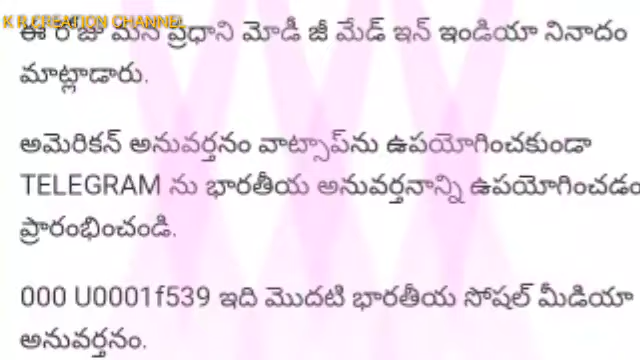 K R CREATION CHANNEL
ఈ రోజు మన ప్రధాని మోడీ జీ మేడ్ ఇన్ ఇండియా నినాదం
మాట్లాడారు.
అమెరికన్ అనువర్తనం వాట్సాప్‌ను ఉపయోగించకుండా
TELEGRAM ను భారతీయ అనువర్తనాన్ని ఉపయోగించడం
ప్రారంభించండి.
000 U0001f539 ఇది మొదటి భారతీయ సోషల్ మీడియా
అనువర్తనం.